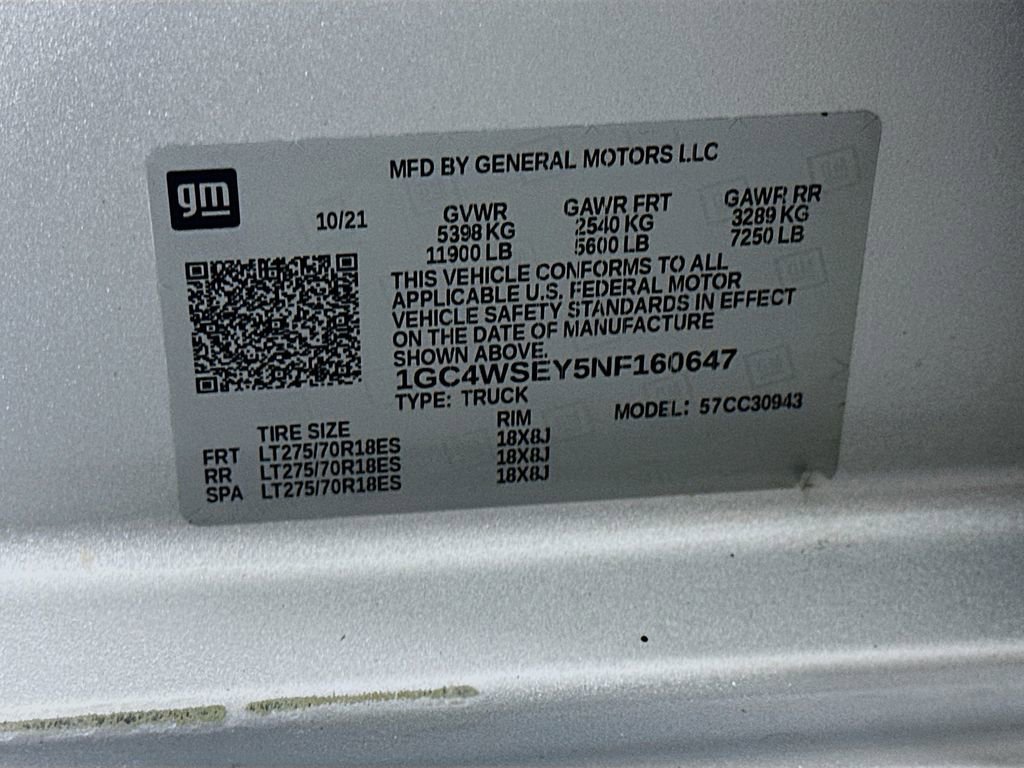 MFD BY GENERAL MOTORS LLC
gm
10/21 GVWR GAWR FRT GAWR RR
5398 KG 2540 KG 3289 KG
11900 LB 5600 LB 7250 LB
THIS VEHICLE CONFORMS TO ALL
APPLICABLE U.S. FEDERAL MOTOR
VEHICLE SAFETY STANDARDS IN EFFECT
ON THE DATE OF MANUFACTURE
SHOWN ABOVE.
1GC4WSEY5NF160647
TYPE: TRUCK MODEL: 57CC30943
TIRE SIZE RIM
FRT LT275/70R18ES 18X8J
RR LT275/70R18ES 18X8J
SPA LT275/70R18ES 18X8J